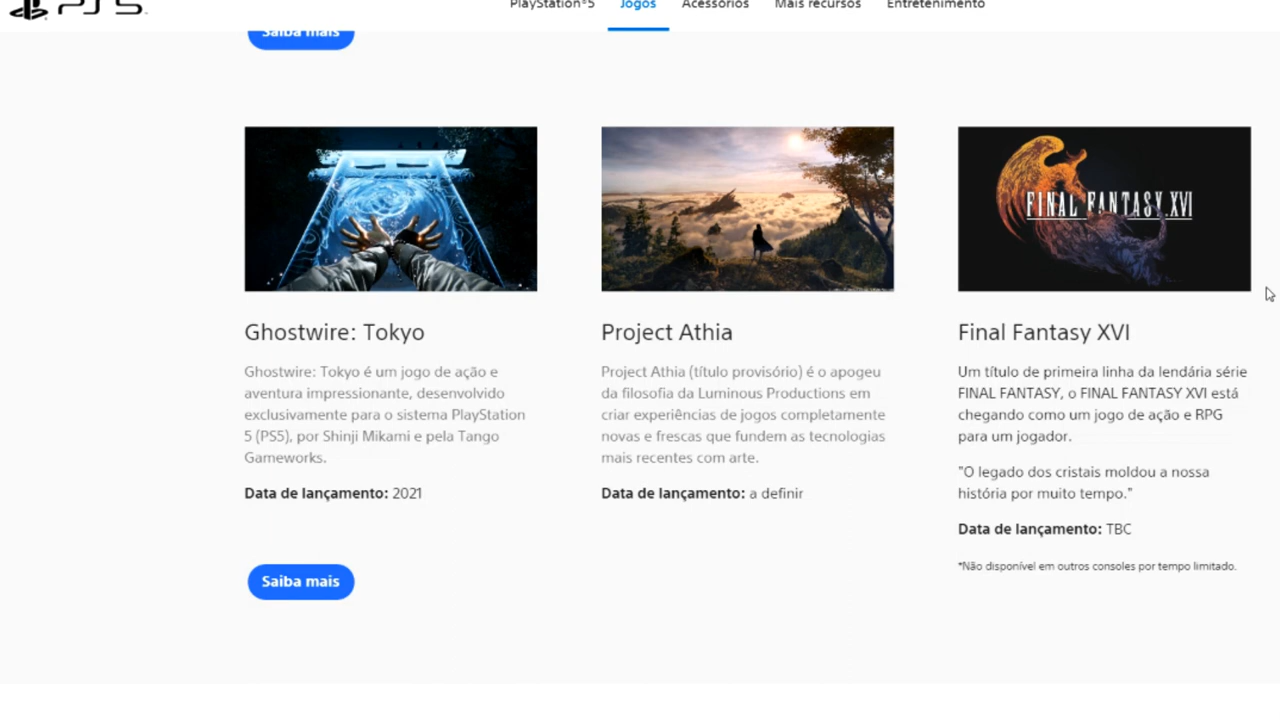 PS5
PlayStation®5 Jogos Acessórios Mais recursos Entretenimento
Saiba mais
FINAL FANTASY XVI
Ghostwire: Tokyo
Ghostwire: Tokyo é um jogo de ação e
aventura impressionante, desenvolvido
exclusivamente para o sistema PlayStation
5 (PS5), por Shinji Mikami e pela Tango
Gameworks.
Data de lançamento: 2021
Saiba mais
Project Athia
Project Athia (título provisório) é o apogeu
da filosofia da Luminous Productions em
criar experiências de jogos completamente
novas e frescas que fundem as tecnologias
mais recentes com arte.
Data de lançamento: a definir
Final Fantasy XVI
Um título de primeira linha da lendária série
FINAL FANTASY, o FINAL FANTASY XVI está
chegando como um jogo de ação e RPG
para um jogador.
"O legado dos cristais moldou a nossa
história por muito tempo."
Data de lançamento: TBC
*Não disponível em outros consoles por tempo limitado.